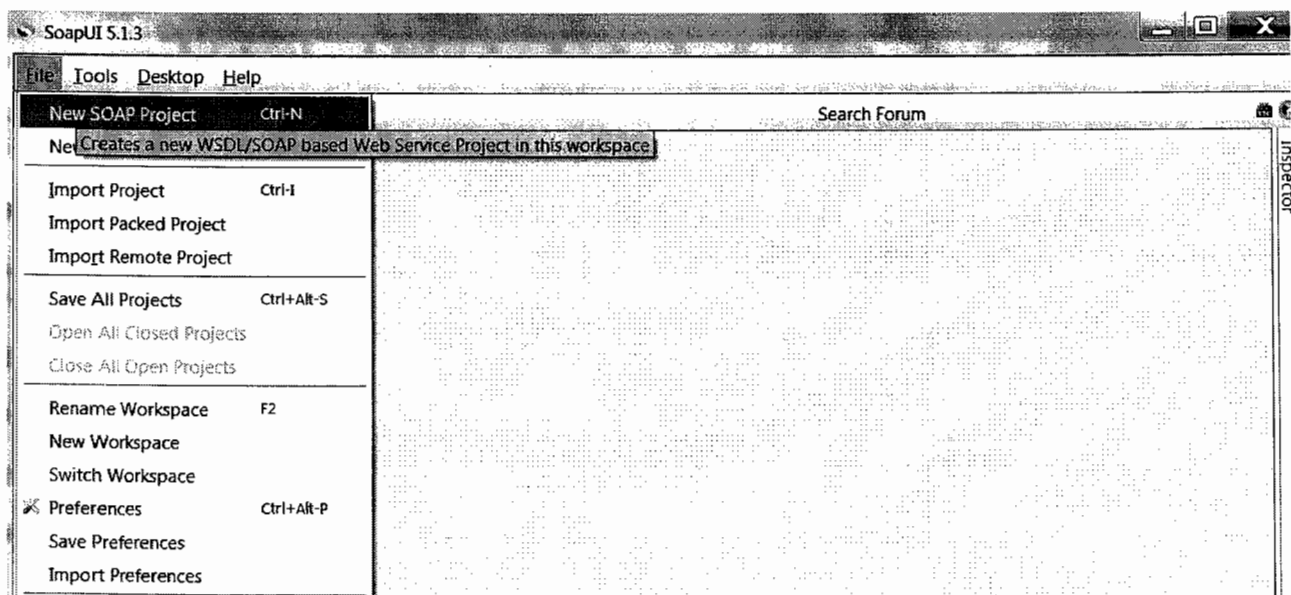 SoapUI 5.1.3
File Tools Desktop Help
New SOAP Project Ctrl-N
Search Forum
New
Creates a new WSDL/SOAP based Web Service Project in this workspace
Inspector
Import Project Ctrl-I
Import Packed Project
Import Remote Project
Save All Projects Ctrl+Alt-S
Open All Closed Projects
Close All Open Projects
Rename Workspace F2
New Workspace
Switch Workspace
Preferences Ctrl+Alt-P
Save Preferences
Import Preferences